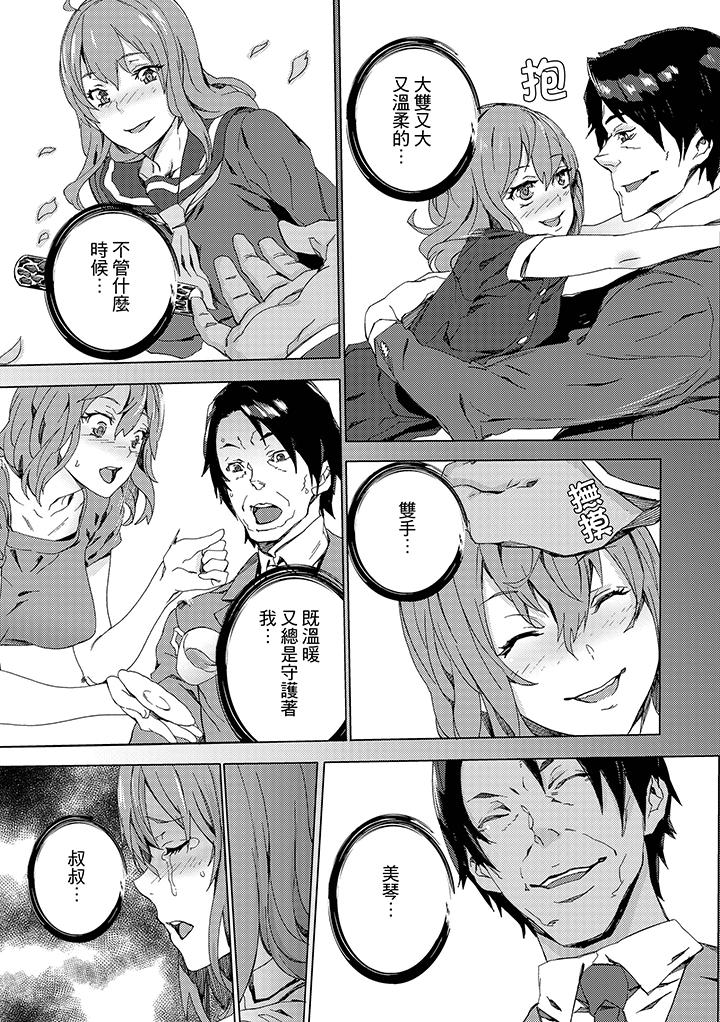 抱
大雙又大
又溫柔的…
不管什麼
時候…
撫摸
雙手…
既溫暖
又總是守護著
我…
美琴…
叔叔…